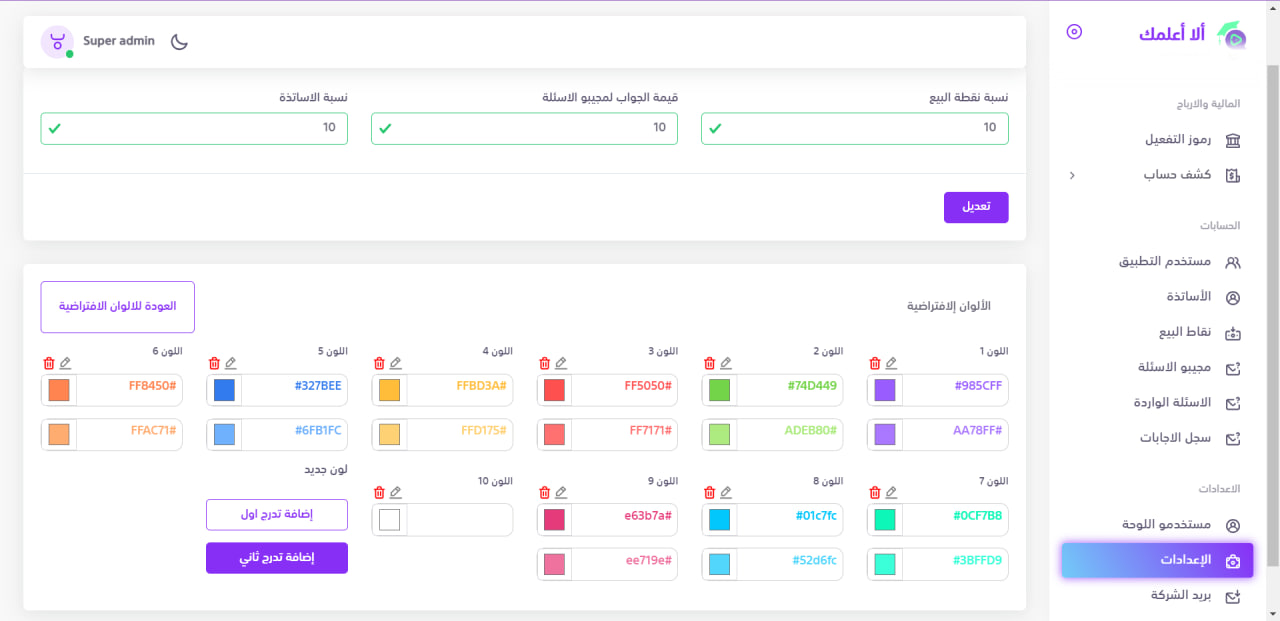 ألا أعلمك
المالية والارباح
رموز التفعيل
كشف حساب
الحسابات
مستخدم التطبيق
الأساتذة
نقاط البيع
مجيبو الاسئلة
الاسئلة الواردة
سجل الاجابات
الاعدادات
مستخدمو اللوحة
الإعدادات
بريد الشركة
Super admin
نسبة نقطة البيع
10
قيمة الجواب لمجيبو الاسئلة
10
نسبة الاساتذة
10
تعديل
الألوان إلافتراضية
العودة للالوان الافتراضية
اللون 1
#985CFF
AA78FF#
اللون 2
#74D449
ADEB80#
اللون 3
FF5050#
FF7171#
اللون 4
FFBD3A#
FFD175#
اللون 5
#327BEE
#6FB1FC
اللون 6
FF8450#
FFAC71#
اللون 7
#0CF7B8
#3BFFD9
اللون 8
#01c7fc
#52d6fc
اللون 9
e63b7a#
ee719e#
اللون 10
لون جديد
إضافة تدرج اول
إضافة تدرج ثاني